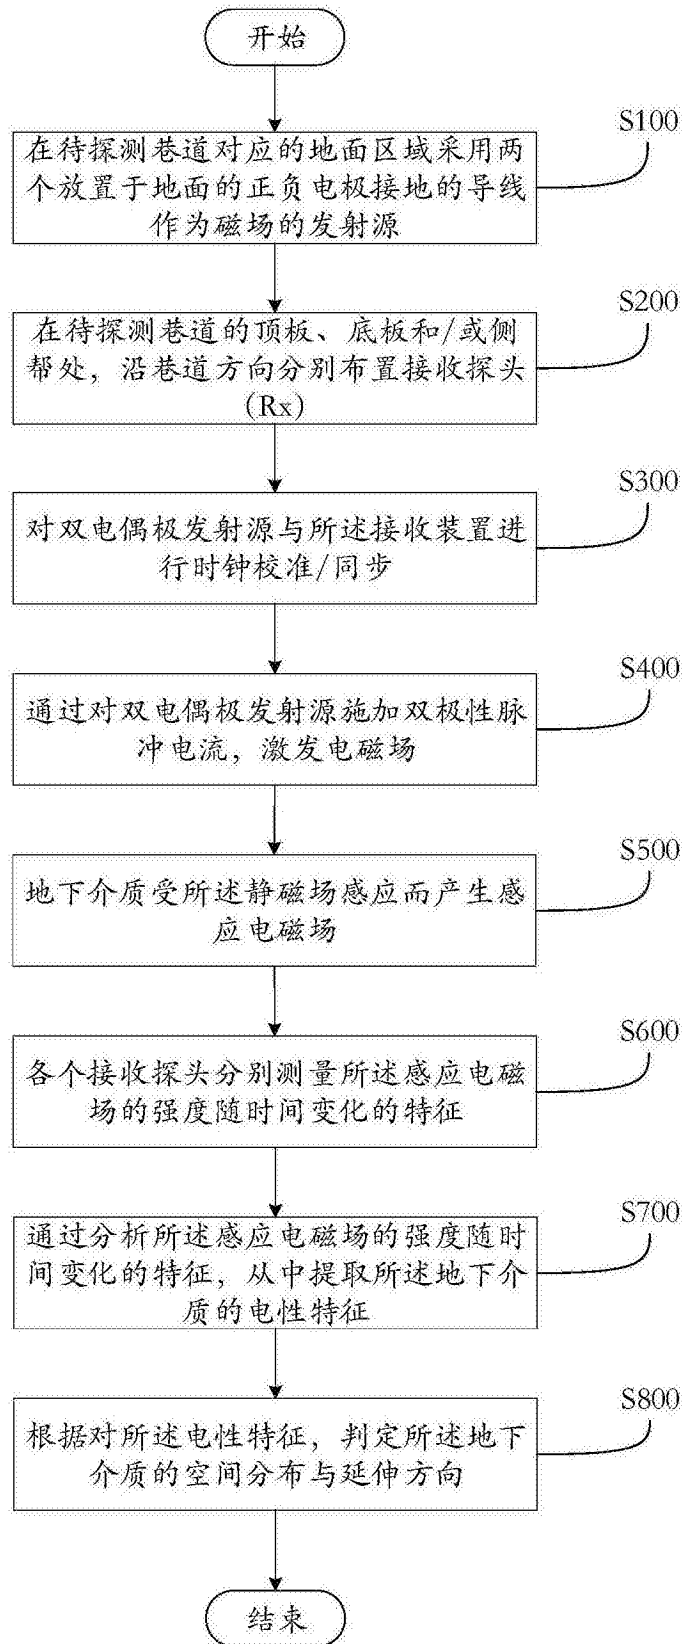 开始
S100
在待探测巷道对应的地面区域采用两
个放置于地面的正负电极接地的导线
作为磁场的发射源
S200
在待探测巷道的顶板、底板和/或侧
帮处，沿巷道方向分别布置接收探头
（Rx）
S300
对双电偶极发射源与所述接收装置进
行时钟校准/同步
S400
通过对双电偶极发射源施加双极性脉
冲电流，激发电磁场
S500
地下介质受所述静磁场感应而产生感
应电磁场
S600
各个接收探头分别测量所述感应电磁
场的强度随时间变化的特征
S700
通过分析所述感应电磁场的强度随时
间变化的特征，从中提取所述地下介
质的电性特征
S800
根据对所述电性特征，判定所述地下
介质的空间分布与延伸方向
结束